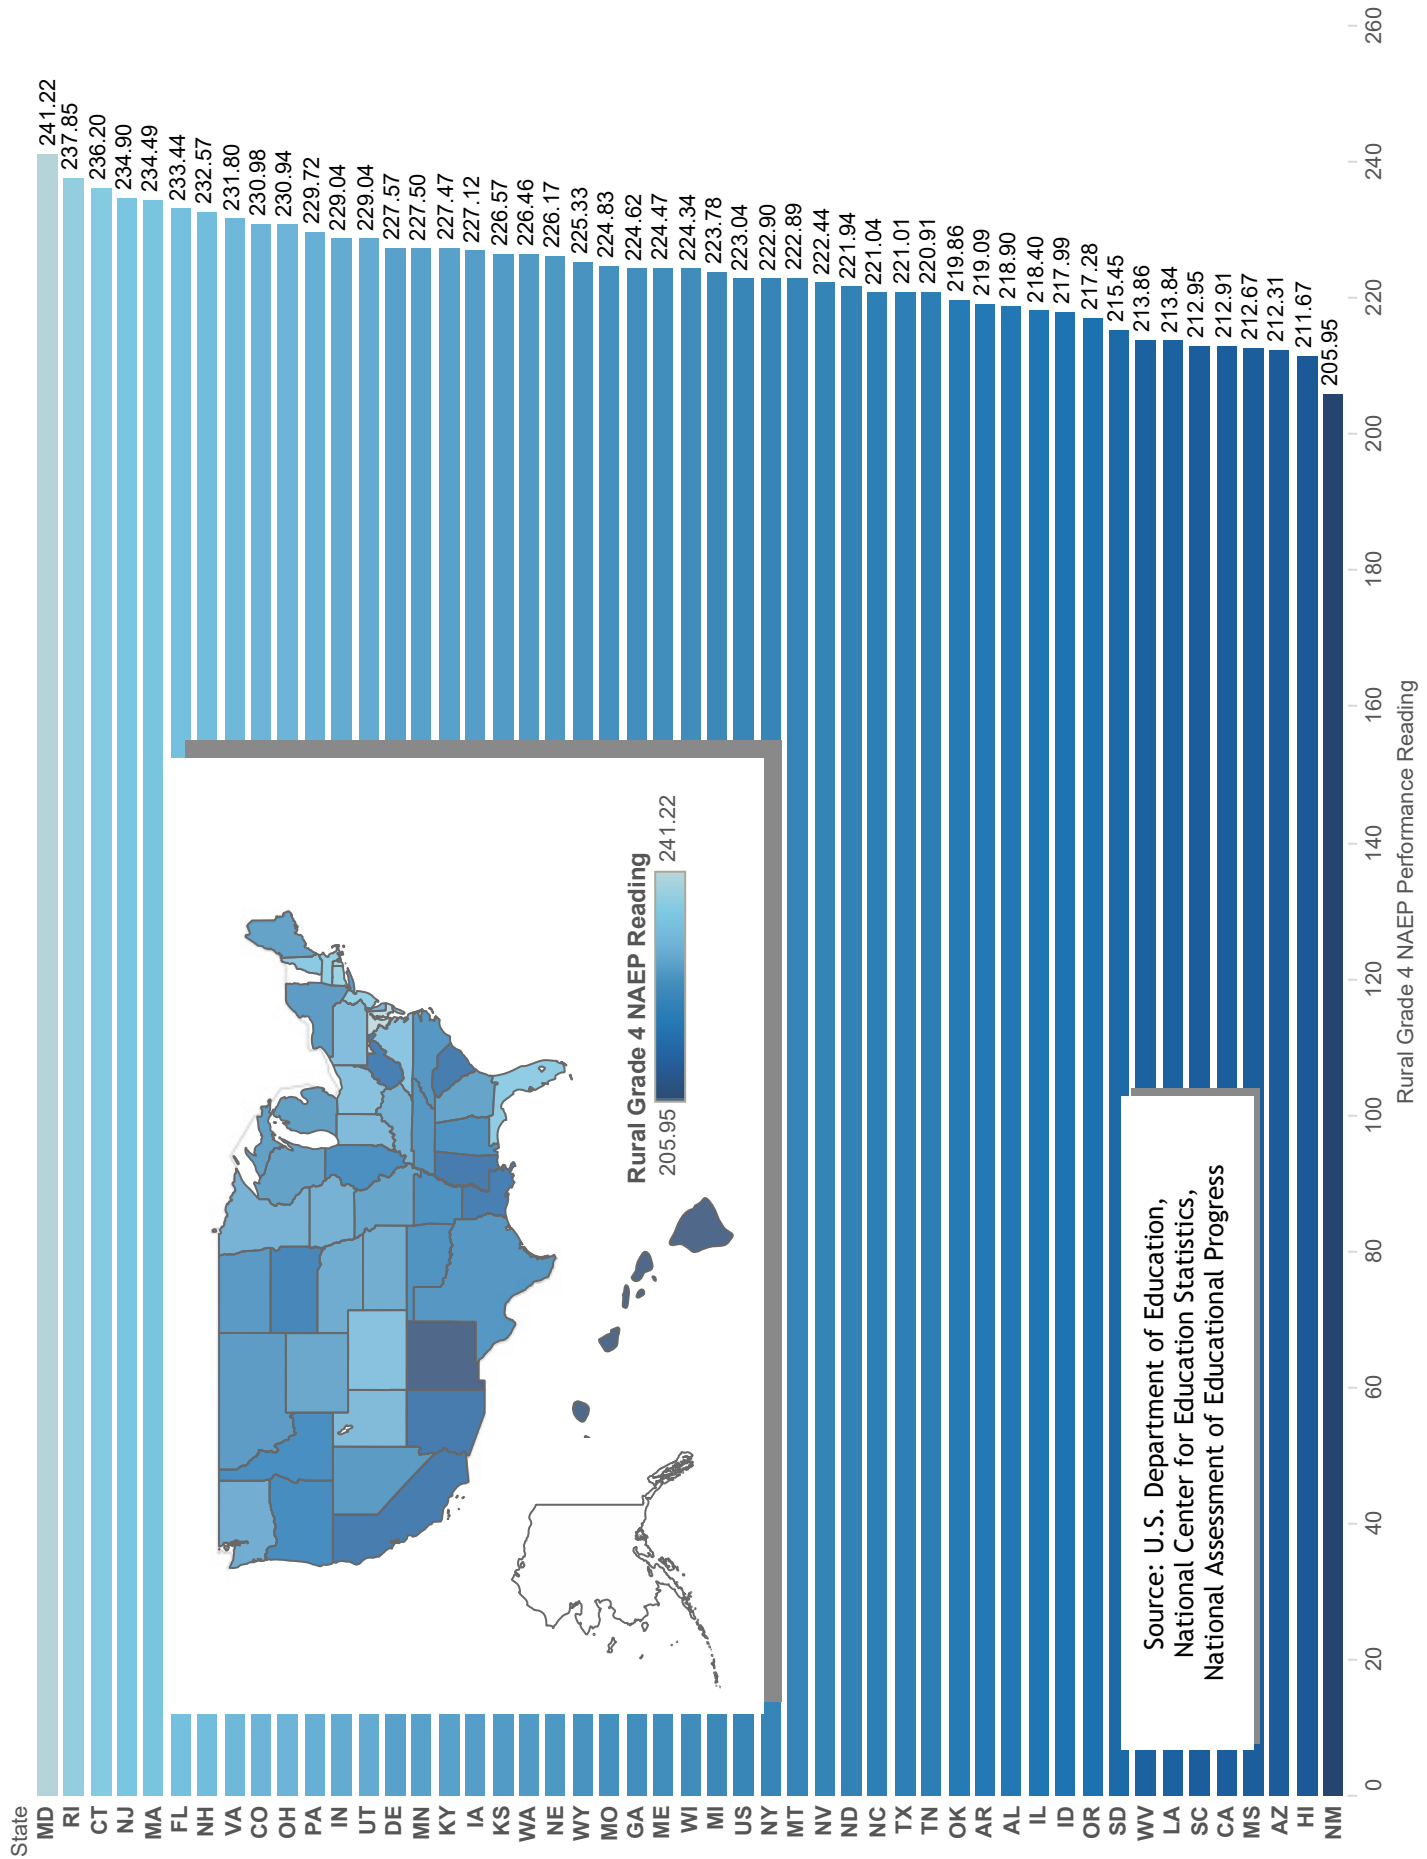 State
MD 241.22
RI 237.85
CT 236.20
NJ 234.90
MA 234.49
FL 233.44
NH 232.57
VA 231.80
CO 230.98
OH 230.94
PA 229.72
IN 229.04
UT 229.04
DE 227.57
MN 227.50
KY 227.47
IA 227.12
KS 226.57
WA 226.46
NE 226.17
WY 225.33
MO 224.83
GA 224.62
ME 224.47
WI 224.34
MI 223.78
US 223.04
NY 222.90
MT 222.89
NV 222.44
ND 221.94
NC 221.04
TX 221.01
TN 220.91
OK 219.86
AR 219.09
AL 218.90
IL 218.40
ID 217.99
OR 217.28
SD 215.45
WV 213.86
LA 213.84
SC 212.95
CA 212.91
MS 212.67
AZ 212.31
HI 211.67
NM 205.95
Rural Grade 4 NAEP Reading
205.95 241.22
Source: U.S. Department of Education,
National Center for Education Statistics,
National Assessment of Educational Progress
0 20 40 60 80 100 120 140 160 180 200 220 240 260
Rural Grade 4 NAEP Performance Reading